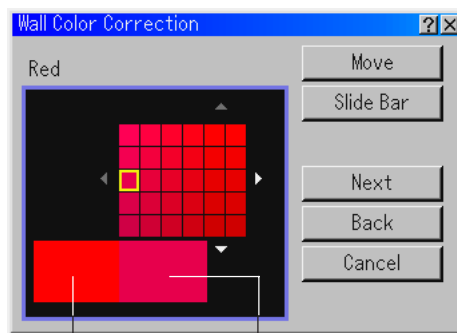 Wall Color Correction
Red
Move
Slide Bar
Next
Back
Cancel